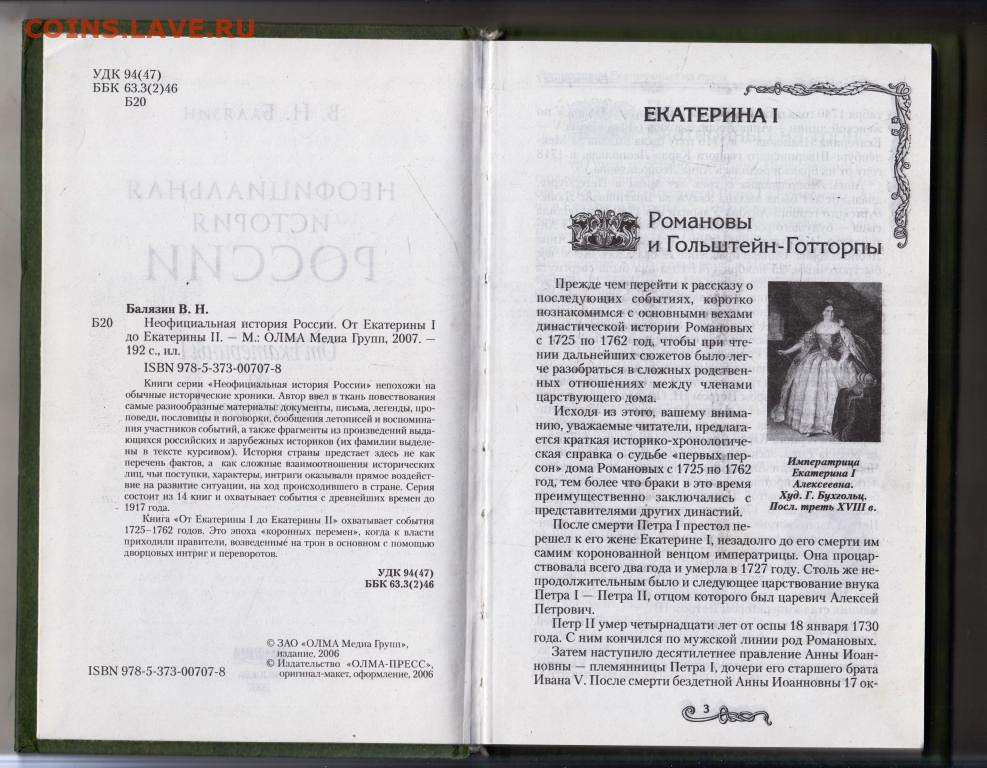 COINS.LAVE.RU
УДК 94(47)
ББК 63.3(2)46
Б20
Балязин В. Н.
Б20
Неофициальная история России. От Екатерины I
до Екатерины II. — М.: ОЛМА Медиа Групп, 2007. —
192 с., ил.
ISBN 978-5-373-00707-8
Книги серии «Неофициальная история России» непохожи на
обычные исторические хроники. Автор ввел в ткань повествования
самые разнообразные материалы: документы, письма, легенды, про-
поведи, пословицы и поговорки, сообщения летописей и воспомина-
ния участников событий, а также фрагменты из произведений выда-
ющихся российских и зарубежных историков (их фамилии выделе-
ны в тексте курсивом). История страны предстает здесь не как
перечень фактов, а как сложные взаимоотношения исторических
лиц, чьи поступки, характеры, интриги оказывали прямое воздейст-
вие на развитие ситуации, на ход происходившего в стране. Серия
состоит из 14 книг и охватывает события с древнейших времен до
1917 года.
Книга «От Екатерины I до Екатерины II» охватывает события
1725–1762 годов. Это эпоха «коронных перемен», когда к власти
приходили правители, возведенные на трон в основном с помощью
дворцовых интриг и переворотов.
УДК 94(47)
ББК 63.3(2)46
© ЗАО «ОЛМА Медиа Групп»,
издание, 2006
© Издательство «ОЛМА-ПРЕСС»,
оригинал-макет, оформление, 2006
ISBN 978-5-373-00707-8
ЕКАТЕРИНА I
Романовы
и Гольштейн-Готторпы
Прежде чем перейти к рассказу о
последующих событиях, коротко
познакомимся с основными вехами
династической истории Романовых
с 1725 по 1762 год, чтобы при чте-
нии дальнейших сюжетов было лег-
че разобраться в сложных родствен-
ных отношениях между членами
царствующего дома.
Исходя из этого, вашему внима-
нию, уважаемые читатели, предлага-
ется краткая историко-хронологиче-
ская справка о судьбе «первых пер-
сон» дома Романовых с 1725 по 1762
год, тем более что браки в это время
преимущественно заключались с
представителями других династий.
Императрица
Екатерина I
Алексеевна.
Худ. Г. Бухгольц.
Посл. треть XVIII в.
После смерти Петра I престол пе-
решел к его жене Екатерине I, незадолго до его смерти им
самим коронованной венцом императрицы. Она процар-
ствовала всего два года и умерла в 1727 году. Столь же не-
продолжительным было и следующее царствование внука
Петра I — Петра II, отцом которого был царевич Алексей
Петрович.
Петр II умер четырнадцати лет от оспы 18 января 1730
года. С ним кончился по мужской линии род Романовых.
Затем наступило десятилетнее правление Анны Иоан-
новны — племянницы Петра I, дочери его старшего брата
Ивана V. После смерти бездетной Анны Иоанновны 17 ок-
3